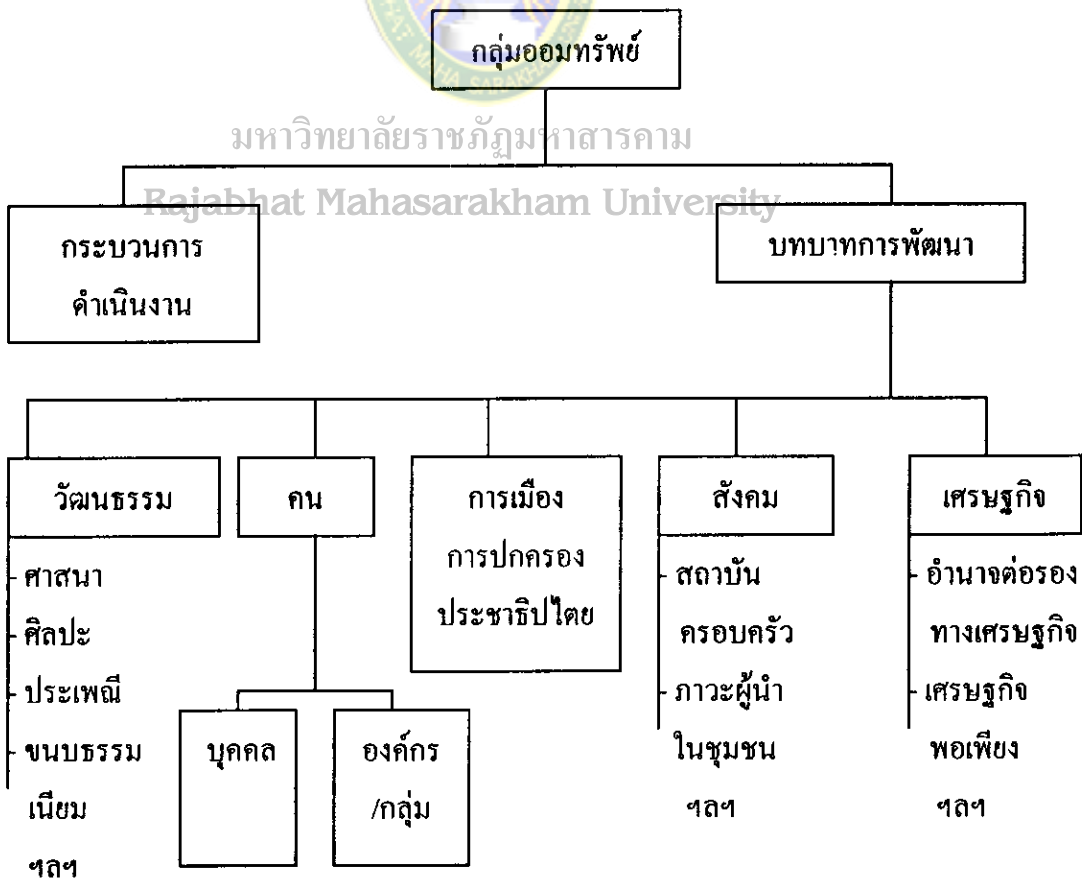 กลุ่มออมทรัพย์
มหาวิทยาลัยราชภัฏมหาสารคาม
Rajabhat Mahasarakham University
กระบวนการ
ดำเนินงาน
บทบาทการพัฒนา
วัฒนธรรม
- ศาสนา
- ศิลปะ
- ประเพณี
- ขนบธรรม
เนียม
ฯลฯ
คน
บุคคล
องค์กร
/กลุ่ม
การเมือง
การปกครอง
ประชาธิปไตย
สังคม
- สถาบัน
ครอบครัว
- ภาวะผู้นำ
ในชุมชน
ฯลฯ
เศรษฐกิจ
- อำนาจต่อรอง
ทางเศรษฐกิจ
- เศรษฐกิจ
พอเพียง
ฯลฯ